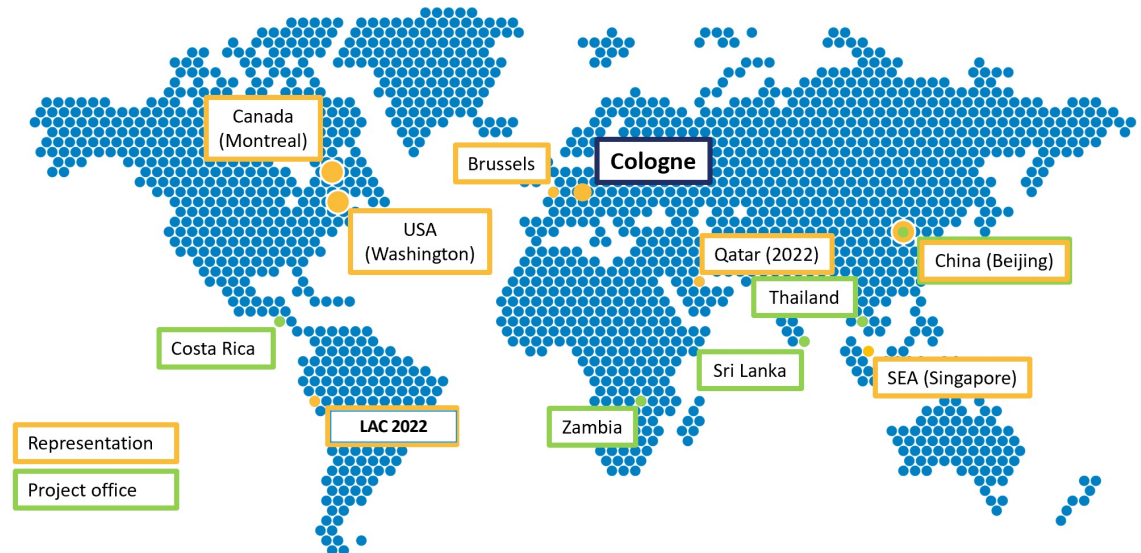 Canada
(Montreal)
Brussels
Cologne
USA
(Washington)
Qatar (2022)
China (Beijing)
Thailand
Costa Rica
Sri Lanka
SEA (Singapore)
LAC 2022
Zambia
Representation
Project office